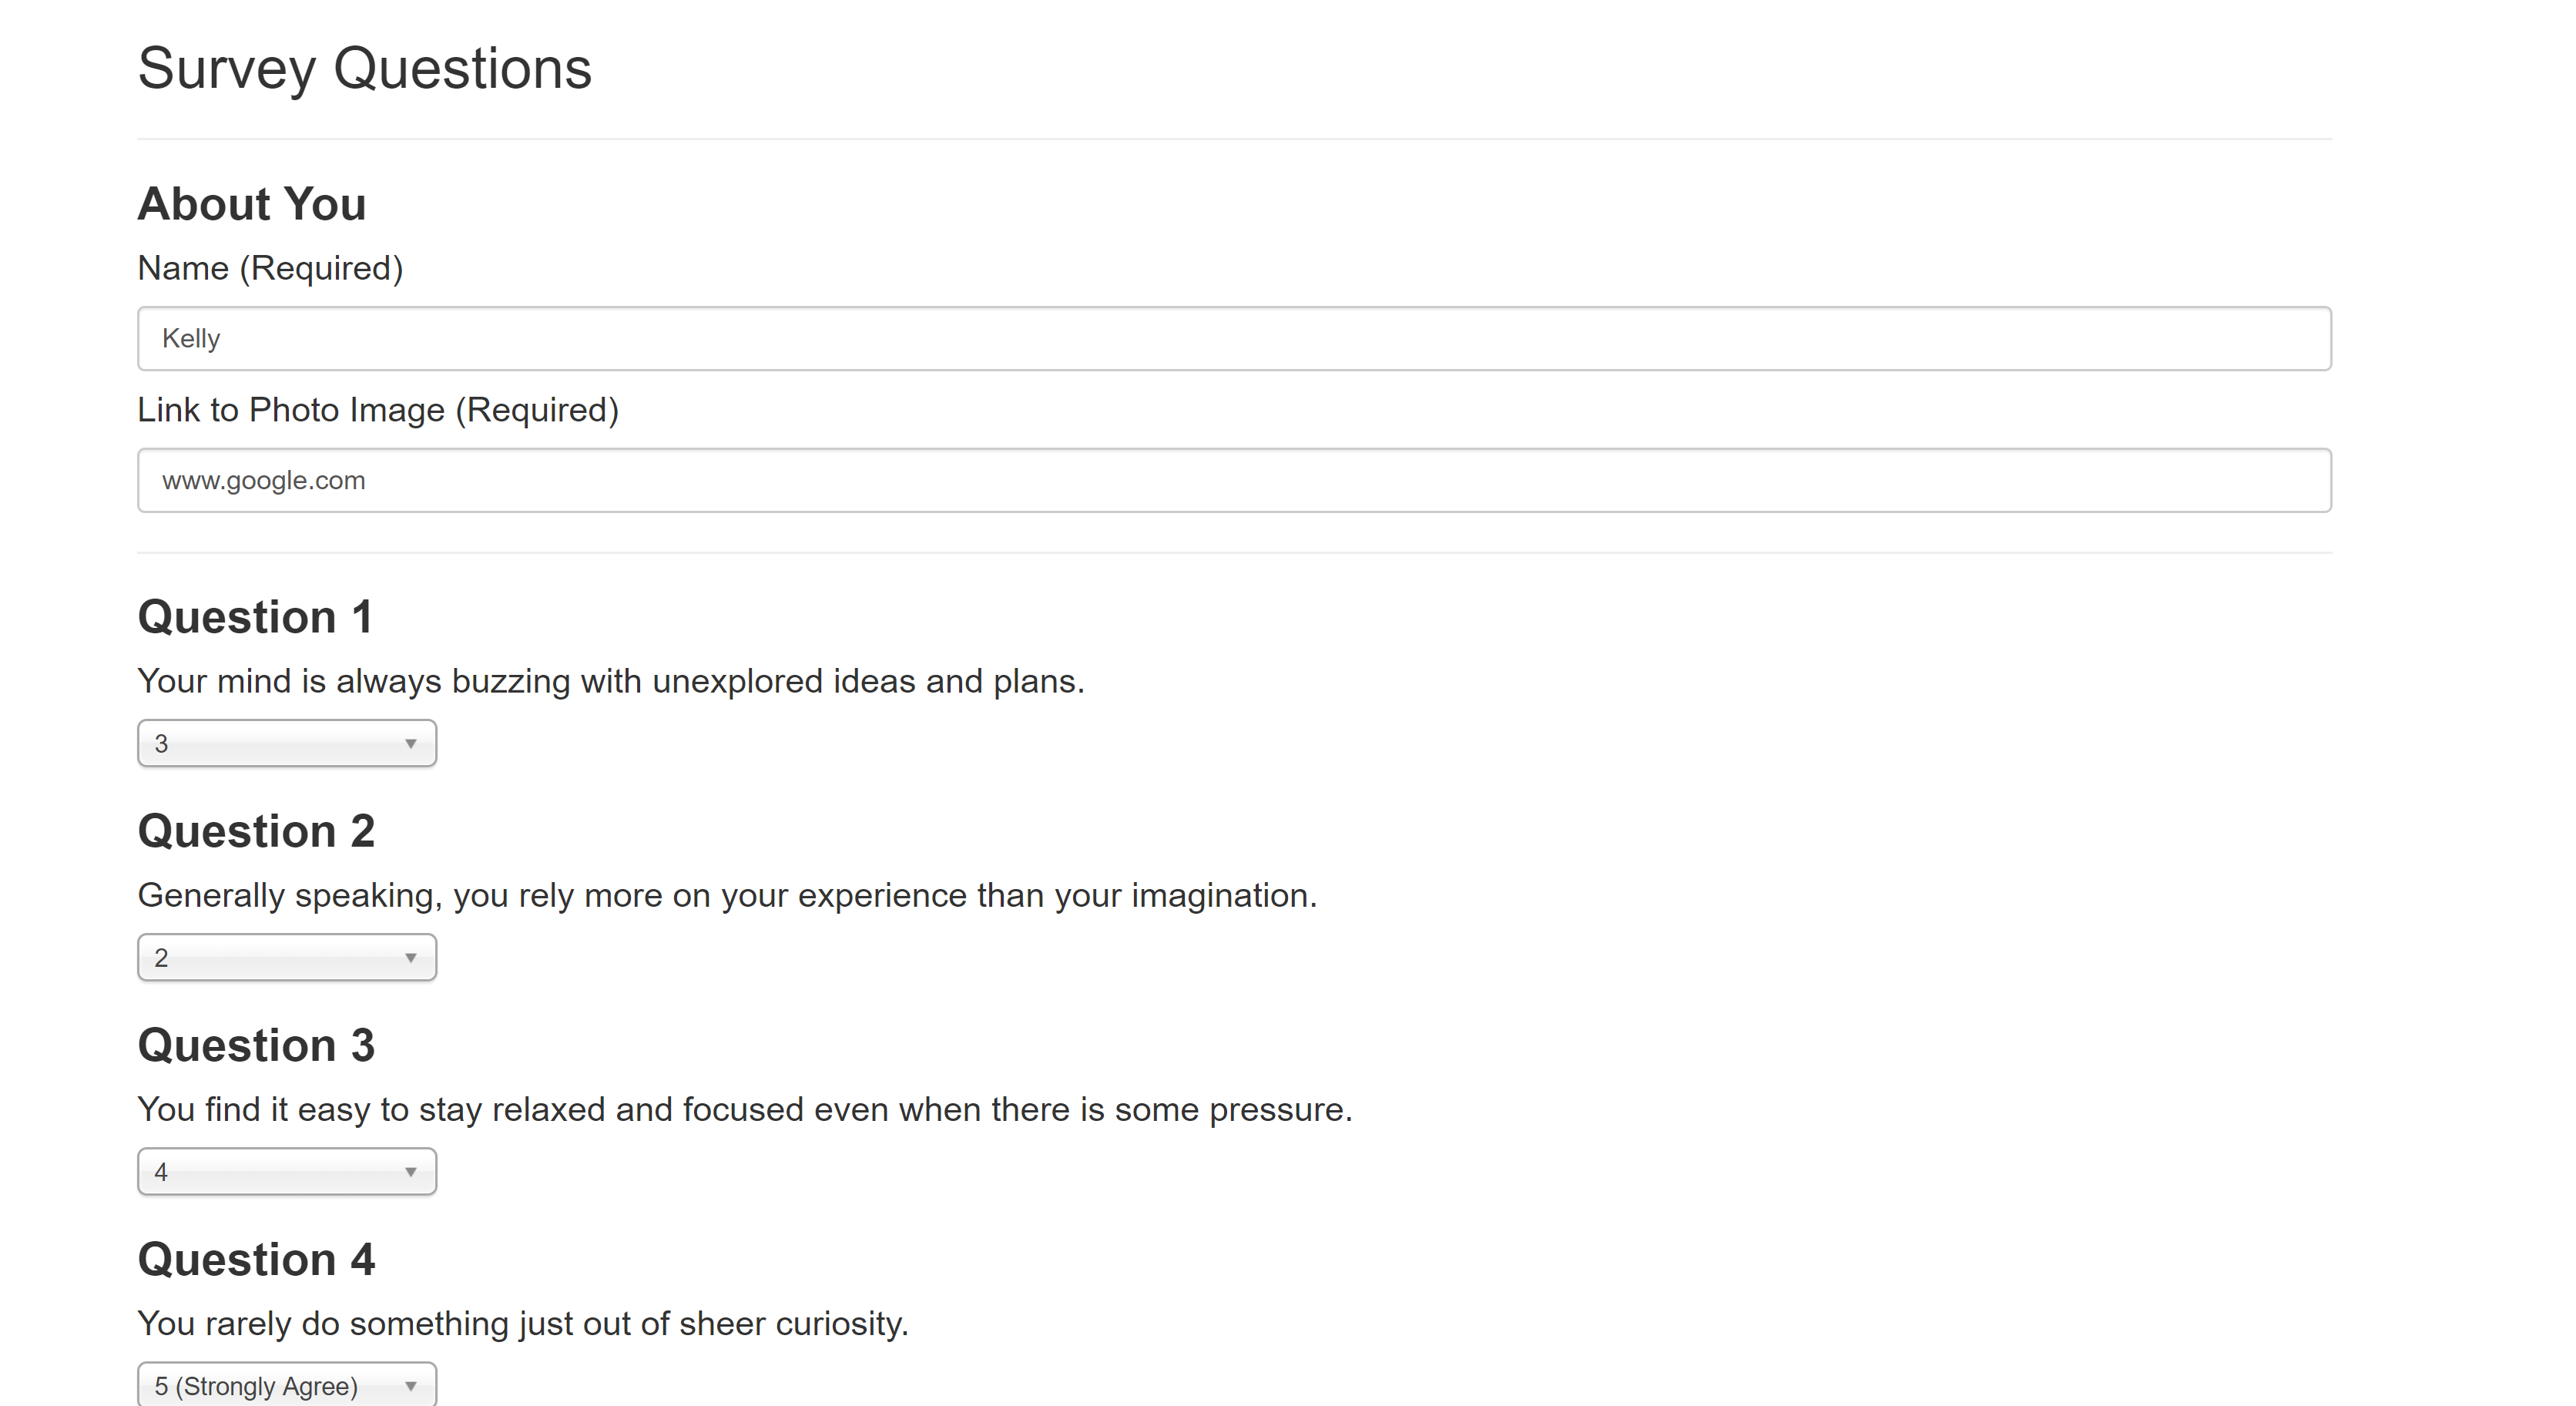 Survey Questions
About You
Name (Required)
Kelly
Link to Photo Image (Required)
www.google.com
Question 1
Your mind is always buzzing with unexplored ideas and plans.
3
Question 2
Generally speaking, you rely more on your experience than your imagination.
2
Question 3
You find it easy to stay relaxed and focused even when there is some pressure.
4
Question 4
You rarely do something just out of sheer curiosity.
5 (Strongly Agree)